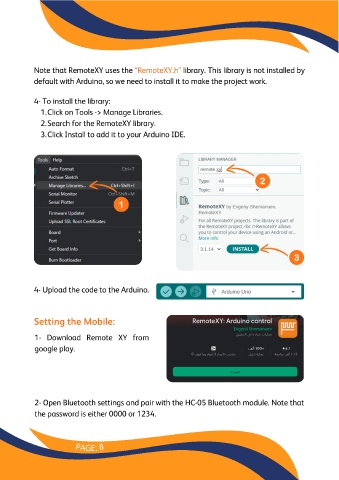 Note that RemoteXY uses the "RemoteXY.h" library. This library is not installed by
default with Arduino, so we need to install it to make the project work.
4- To install the library:
1. Click on Tools -> Manage Libraries.
2. Search for the RemoteXY library.
3. Click Install to add it to your Arduino IDE.
Tools Help
Auto Format Ctrl+T
Archive Sketch
Manage Libraries... Ctrl+Shift+I
Serial Monitor Ctrl+Shift+M
Serial Plotter
1
Firmware Updater
Upload SSL Root Certificates
Board
Port
Get Board Info
Burn Bootloader
LIBRARY MANAGER
remote xy
Type: All
2
Topic: All
RemoteXY by Evgeny Shemanuev,
RemoteXY
For all RemoteXY projects. The library is part of
the RemoteXY project <br />RemoteXY allows
you to control your device using an Android or...
More info
3.1.14 INSTALL
3
4- Upload the code to the Arduino.
Arduino Uno
Setting the Mobile:
1- Download Remote XY from
google play.
RemoteXY: Arduino control
Evgenii Shemanuev
2- Open Bluetooth settings and pair with the HC-05 Bluetooth module. Note that
the password is either 0000 or 1234.
PAGE: 8